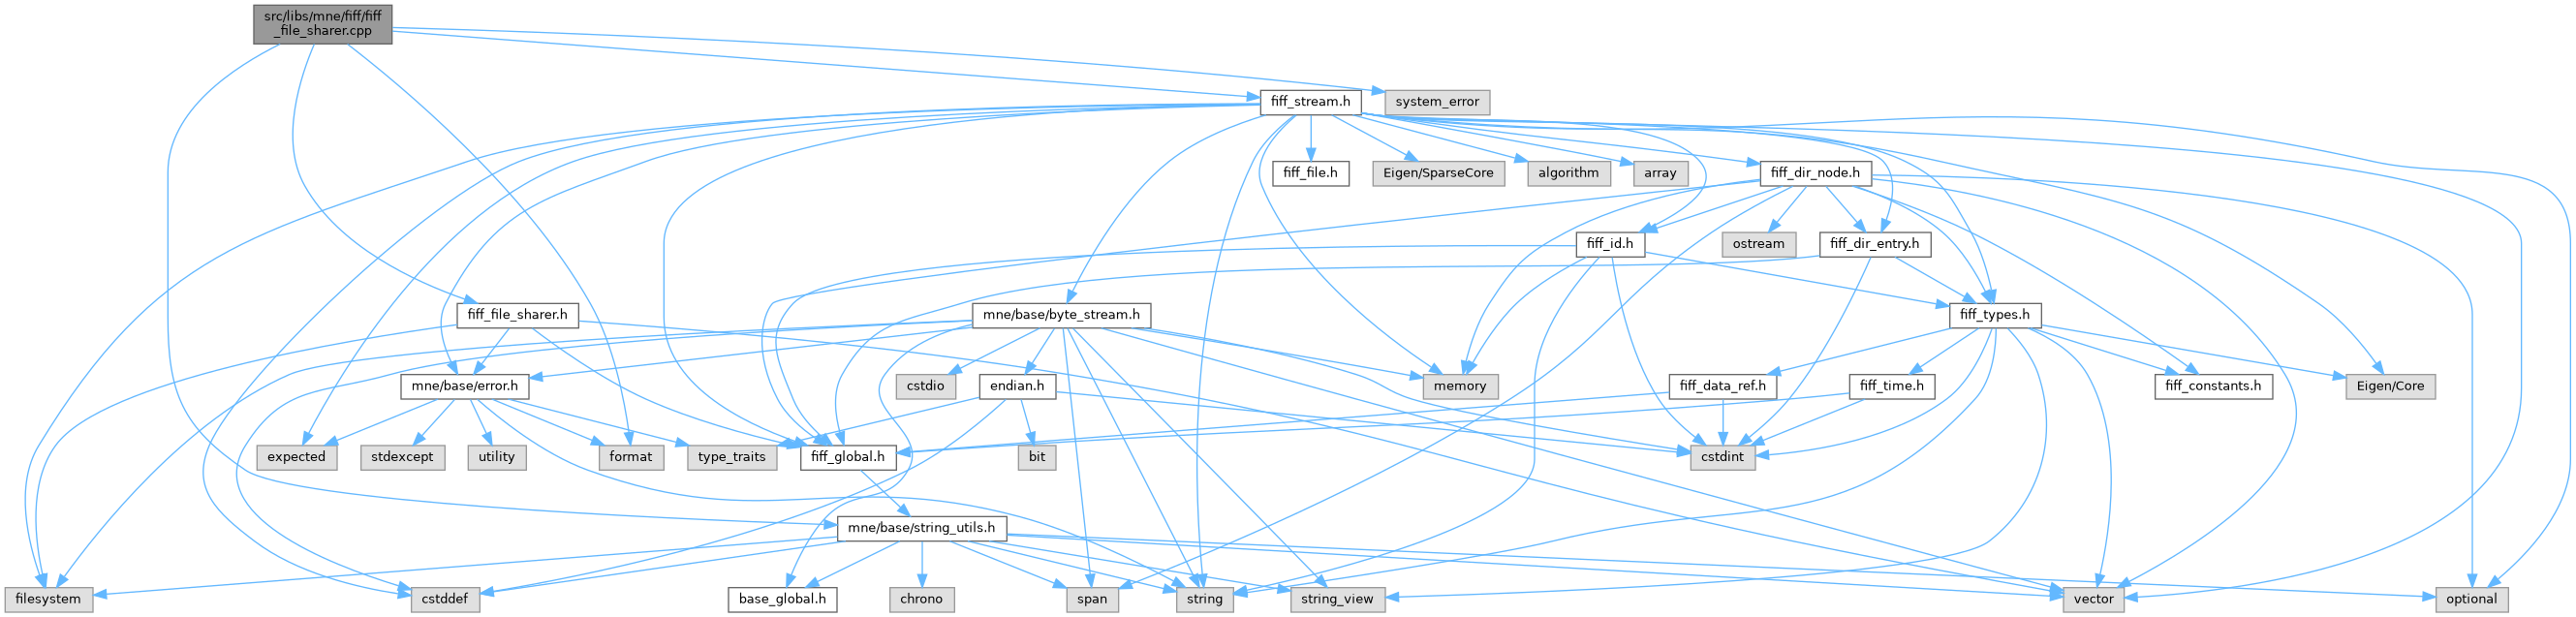 src/libs/mne/fiff/fiff
_file_sharer.cpp
fiff_stream.h
system_error
fiff_file.h
Eigen/SparseCore
algorithm
array
fiff_dir_node.h
fiff_id.h
ostream
fiff_dir_entry.h
fiff_file_sharer.h
mne/base/byte_stream.h
fiff_types.h
mne/base/error.h
cstdio
endian.h
memory
fiff_data_ref.h
fiff_time.h
fiff_constants.h
Eigen/Core
expected
stdexcept
utility
format
type_traits
fiff_global.h
bit
cstdint
mne/base/string_utils.h
filesystem
cstddef
base_global.h
chrono
span
string
string_view
vector
optional